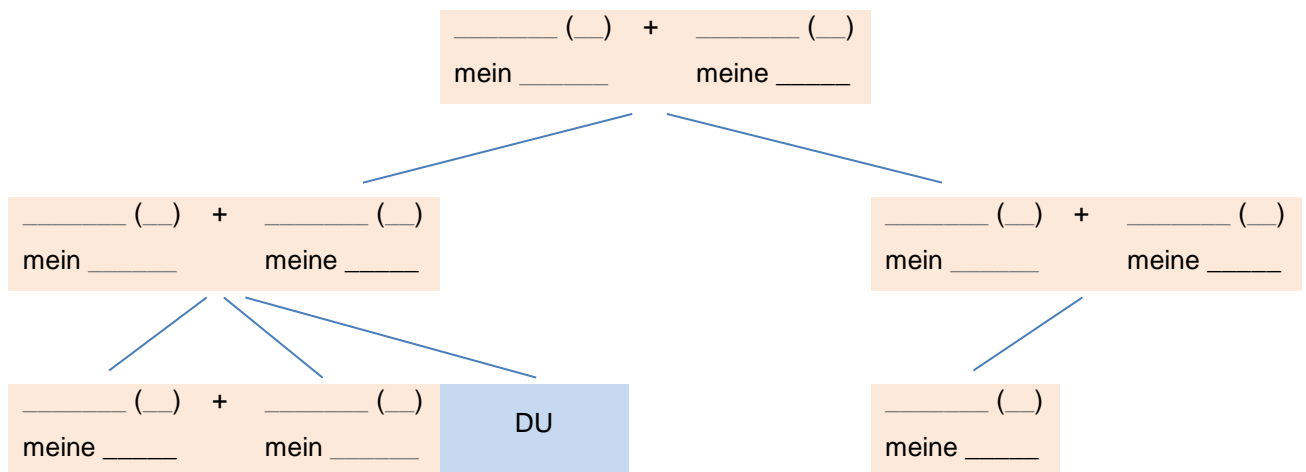 _______ (__) + _______ (__)
mein ______ meine _____
_______ (__) + _______ (__) _______ (__) + _______ (__)
mein ______ meine _____ mein ______ meine _____
_______ (__) + _______ (__) DU _______ (__)
meine _____ mein ______ meine _____